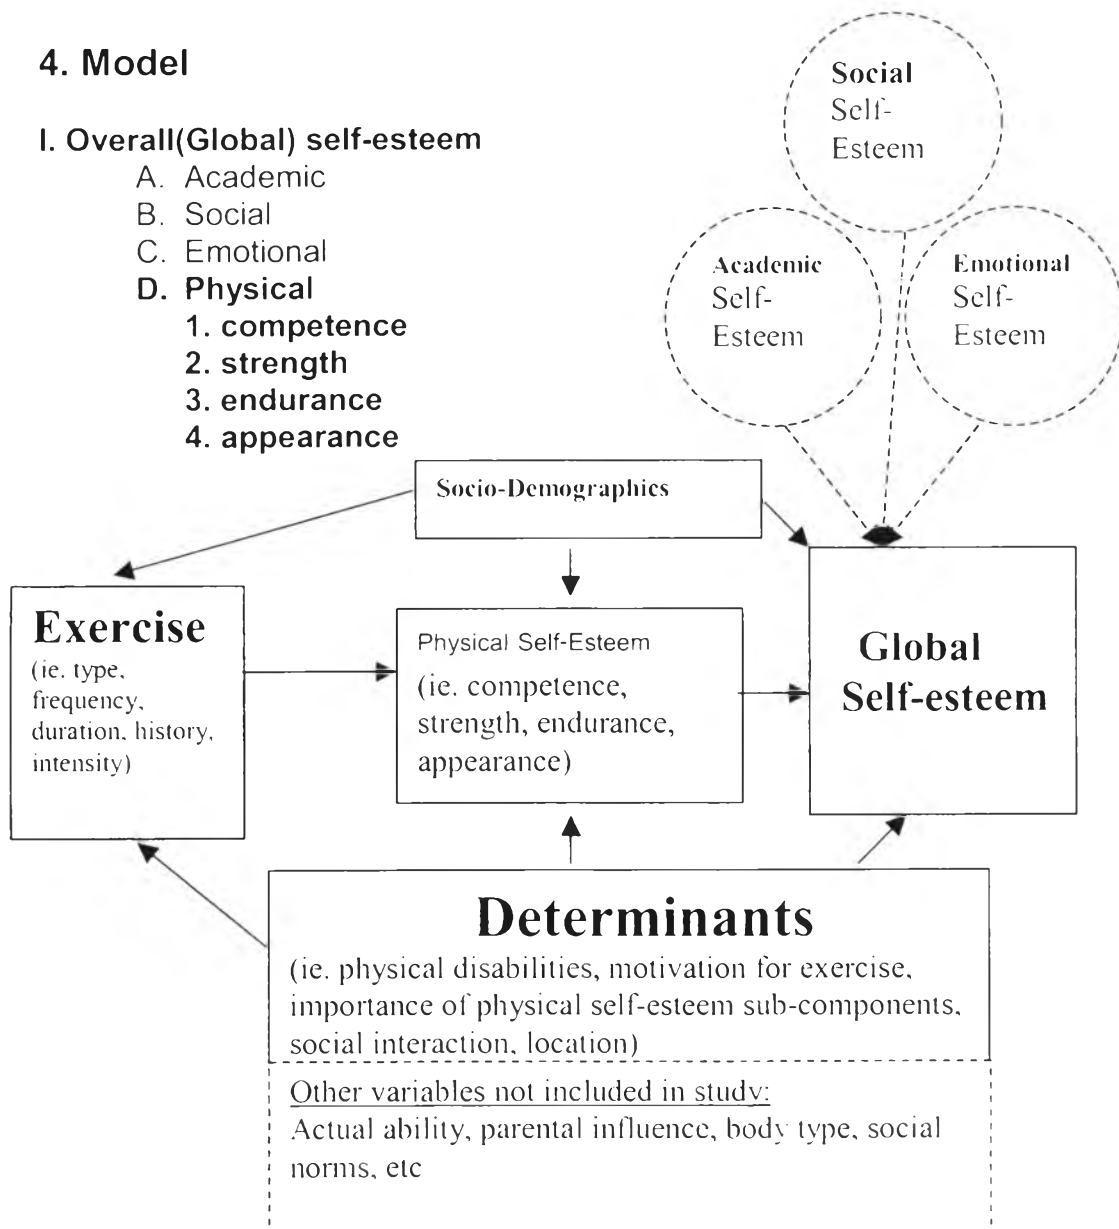 4. Model
I. Overall(Global) self-esteem
A. Academic
B. Social
C. Emotional
D. Physical
1. competence
2. strength
3. endurance
4. appearance
Social
Self-
Esteem
Academic
Self-
Esteem
Emotional
Self-
Esteem
Socio-Demographics
Exercise
(ie. type,
frequency,
duration, history,
intensity)
Physical Self-Esteem
(ie. competence,
strength, endurance,
appearance)
Global
Self-esteem
Determinants
(ie. physical disabilities, motivation for exercise,
importance of physical self-esteem sub-components,
social interaction, location)
Other variables not included in study:
Actual ability, parental influence, body type, social
norms, etc